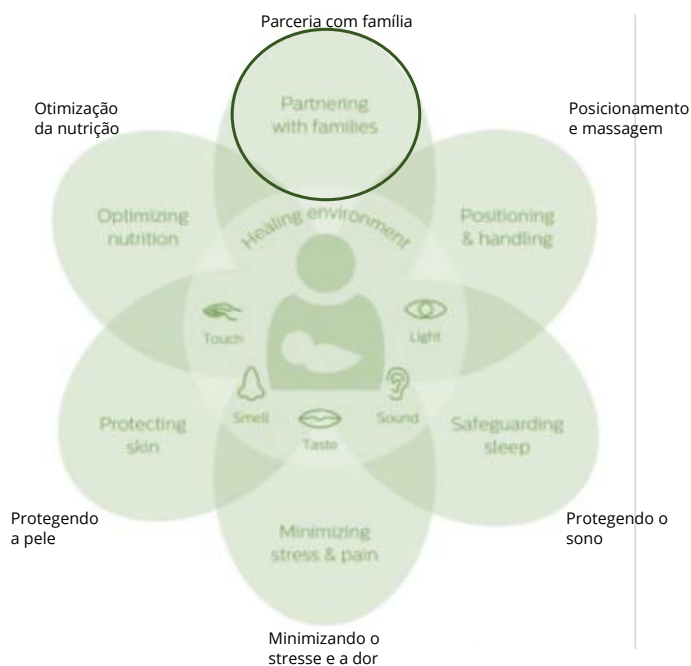 Parceria com família
Partnering
with families
Otimização
da nutrição
Posicionamento
e massagem
Optimizing
nutrition
Healing environment
Positioning
& handling
Touch
Light
Smell
Taste
Sound
Protecting
skin
Safeguarding
sleep
Protegendo
a pele
Protegendo o
sono
Minimizing
stress & pain
Minimizando o
stresse e a dor